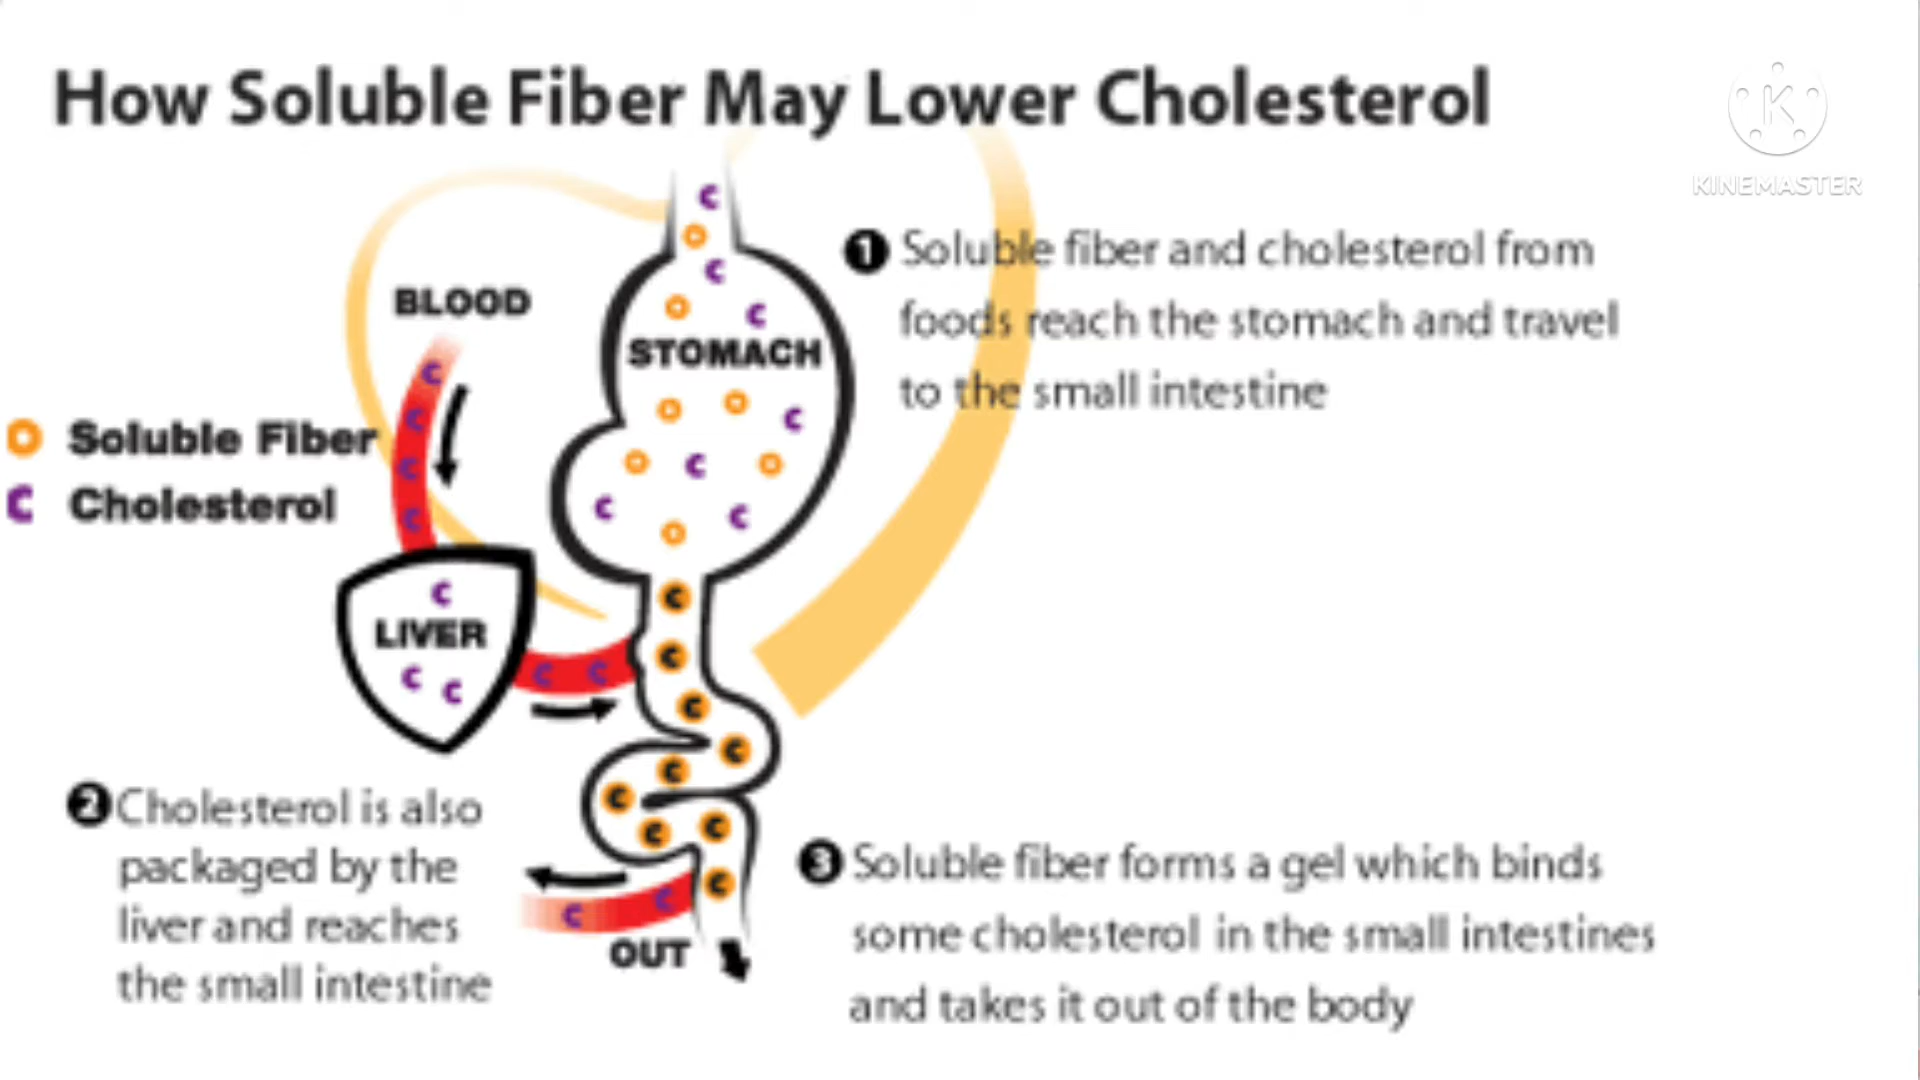 How Soluble Fiber May Lower Cholesterol
K
KINEMASTER
C
C
C
BLOOD
STOMACH
1 Soluble fiber and cholesterol from
foods reach the stomach and travel
to the small intestine
Soluble Fiber
C Cholesterol
C
C
C
C
C
C
C
C
C
LIVER
C C
C C
C
C
C
C
C
C
C
C
C
2 Cholesterol is also
packaged by the
liver and reaches
the small intestine
C C
OUT
3 Soluble fiber forms a gel which binds
some cholesterol in the small intestines
and takes it out of the body